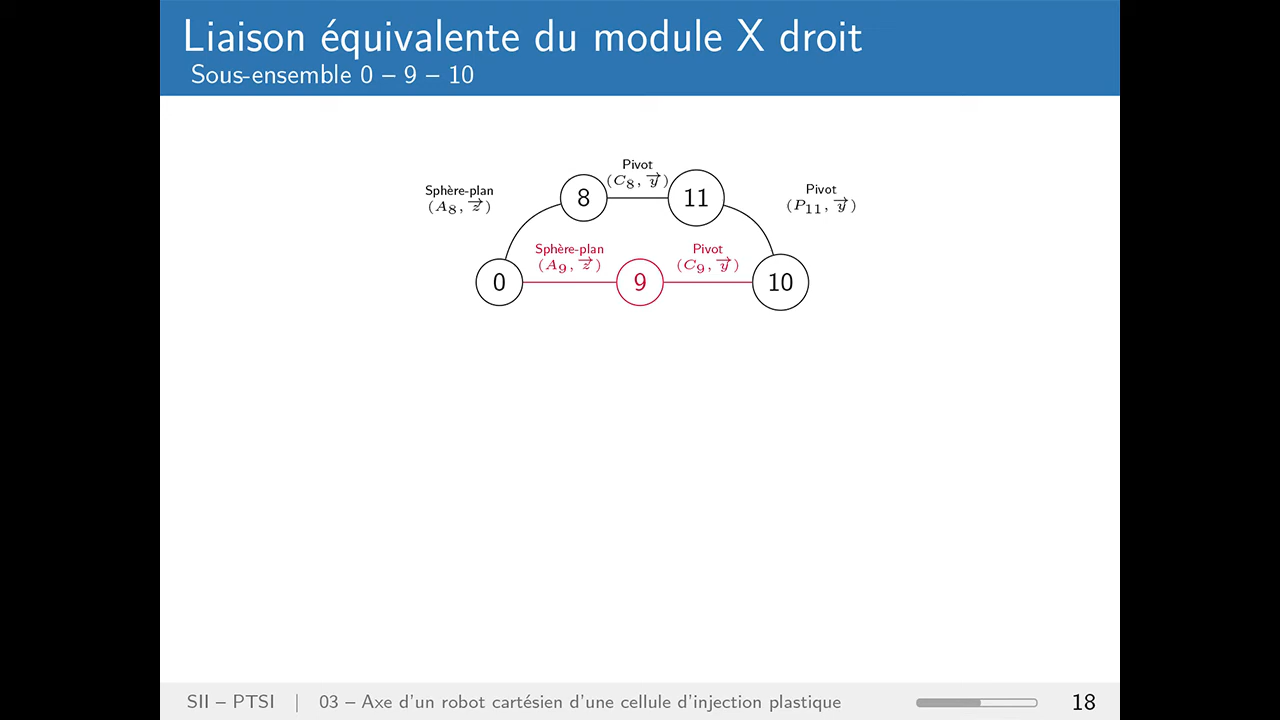 Liaison équivalente du module X droit
Sous-ensemble 0 – 9 – 10
Pivot
(C₈, y⃗)
Sphère-plan
(A₈, z⃗)
8
11
Pivot
(P₁₁, y⃗)
Sphère-plan
(A₉, z⃗)
Pivot
(C₉, y⃗)
0
9
10
SII – PTSI | 03 – Axe d'un robot cartésien d'une cellule d'injection plastique 18